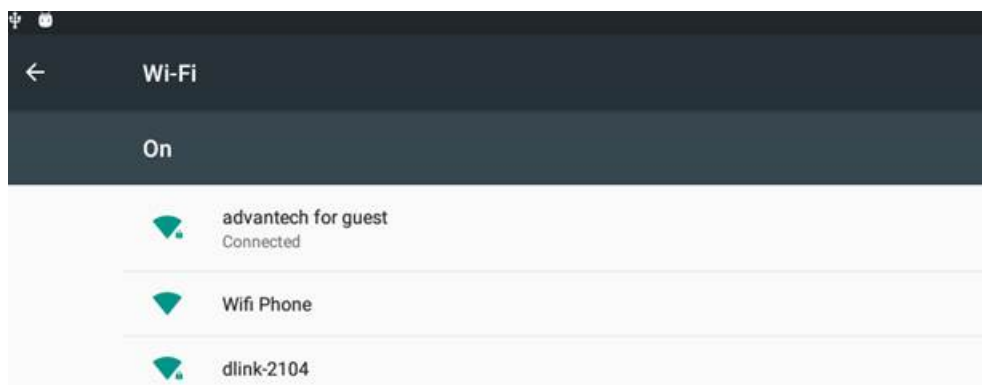 Wi-Fi
On
advantech for guest
Connected
Wifi Phone
dlink-2104